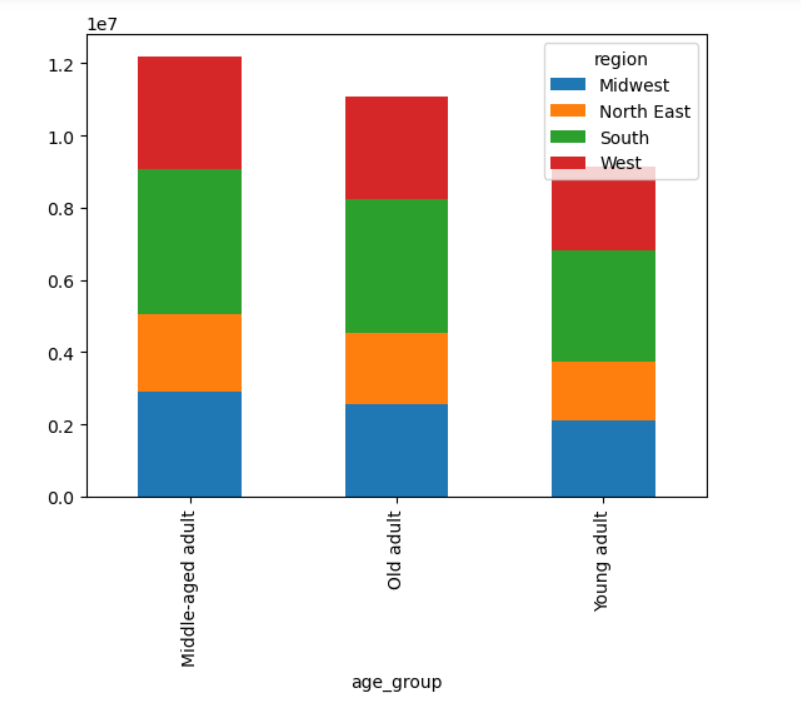 1e7
1.2
1.0
0.8
0.6
0.4
0.2
0.0
region
Midwest
North East
South
West
Middle-aged adult
Old adult
Young adult
age_group